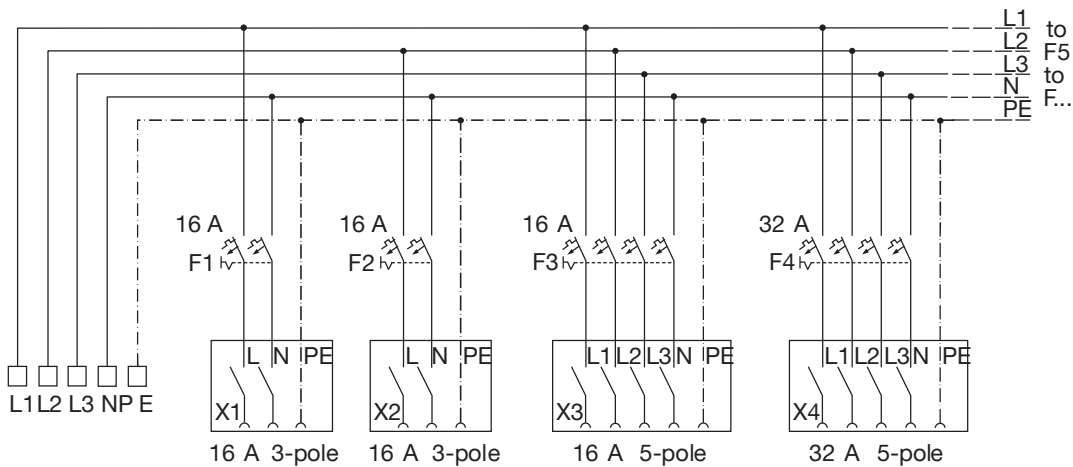 L1 to
L2 F5
L3 to
N F...
PE
16 A 16 A 16 A 32 A
F1 F2 F3 F4
L N PE L N PE L1 L2 L3 N PE L1 L2 L3 N PE
X1 X2 X3 X4
L1 L2 L3 NP E
16 A 3-pole 16 A 3-pole 16 A 5-pole 32 A 5-pole